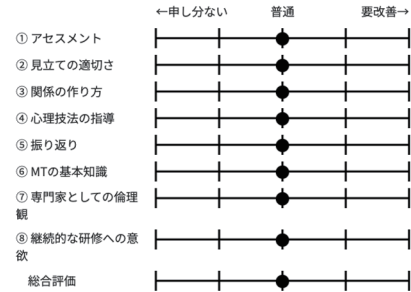 ←申し分ない 普通 要改善→
① アセスメント
② 見立ての適切さ
③ 関係の作り方
④ 心理技法の指導
⑤ 振り返り
⑥ MTの基本知識
⑦ 専門家としての倫理
観
⑧ 継続的な研修への意
欲
総合評価